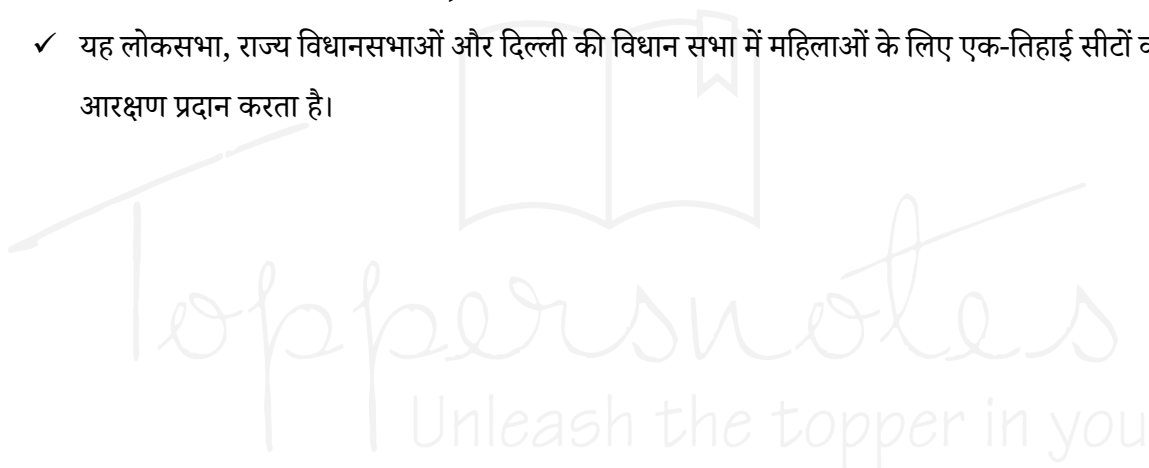 ✓ यह लोकसभा, राज्य विधानसभाओं और दिल्ली की विधान सभा में महिलाओं के लिए एक-तिहाई सीटों
आरक्षण प्रदान करता है।
Toppersnotes
Unleash the topper in you